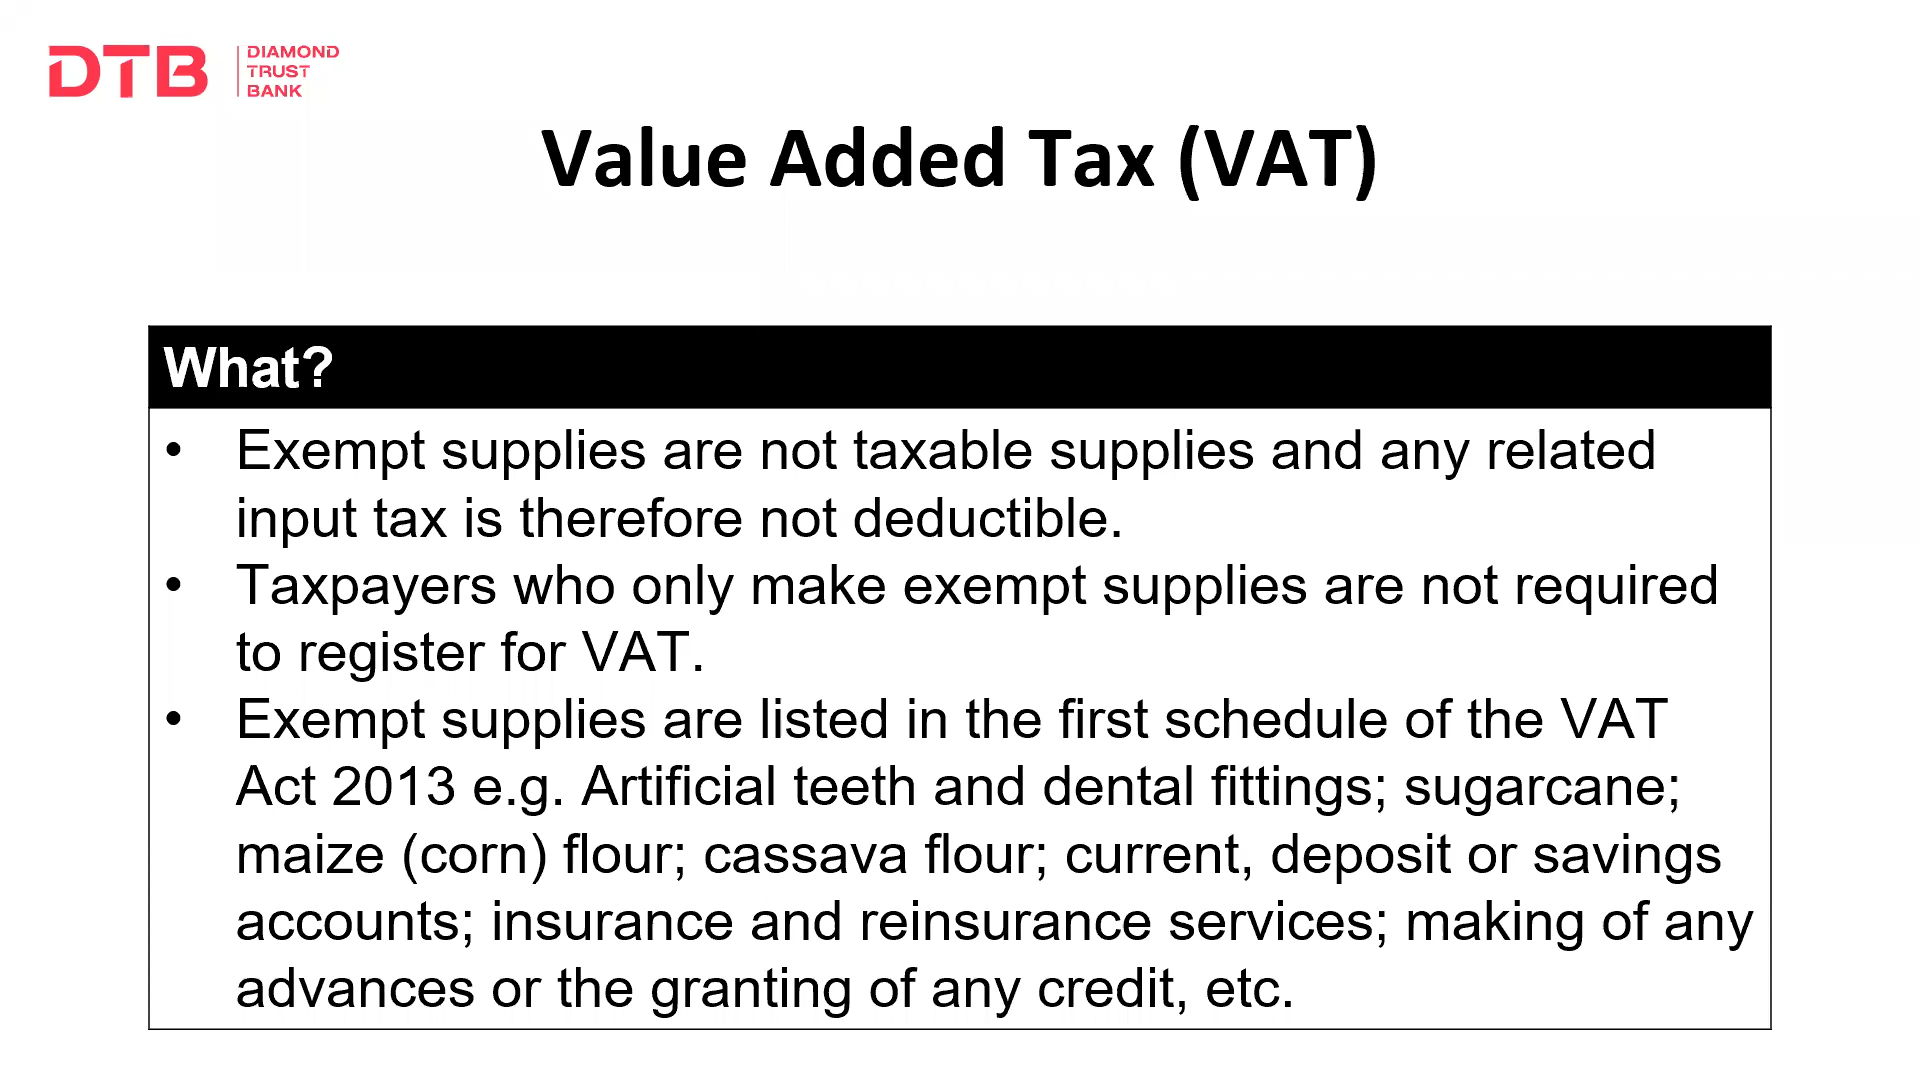 DTB
DIAMOND
TRUST
BANK
Value Added Tax (VAT)
What?
• Exempt supplies are not taxable supplies and any related
input tax is therefore not deductible.
• Taxpayers who only make exempt supplies are not required
to register for VAT.
• Exempt supplies are listed in the first schedule of the VAT
Act 2013 e.g. Artificial teeth and dental fittings; sugarcane;
maize (corn) flour; cassava flour; current, deposit or savings
accounts; insurance and reinsurance services; making of any
advances or the granting of any credit, etc.